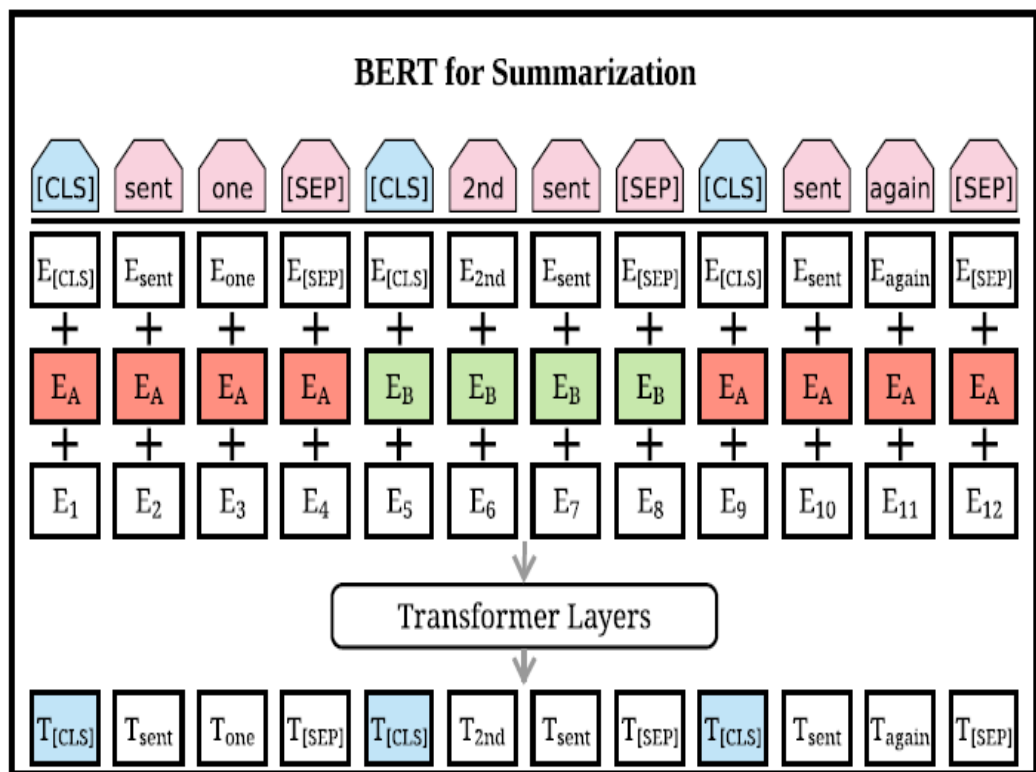 BERT for Summarization
[CLS] sent one [SEP] [CLS] 2nd sent [SEP] [CLS] sent again [SEP]
E[CLS] Esent Eone E[SEP] E[CLS] E2nd Esent E[SEP] E[CLS] Esent Eagain E[SEP]
+ + + + + + + + + + + +
EA EA EA EA EB EB EB EB EA EA EA EA
+ + + + + + + + + + + +
E1 E2 E3 E4 E5 E6 E7 E8 E9 E10 E11 E12
Transformer Layers
T[CLS] Tsent Tone T[SEP] T[CLS] T2nd Tsent T[SEP] T[CLS] Tsent Tagain T[SEP]